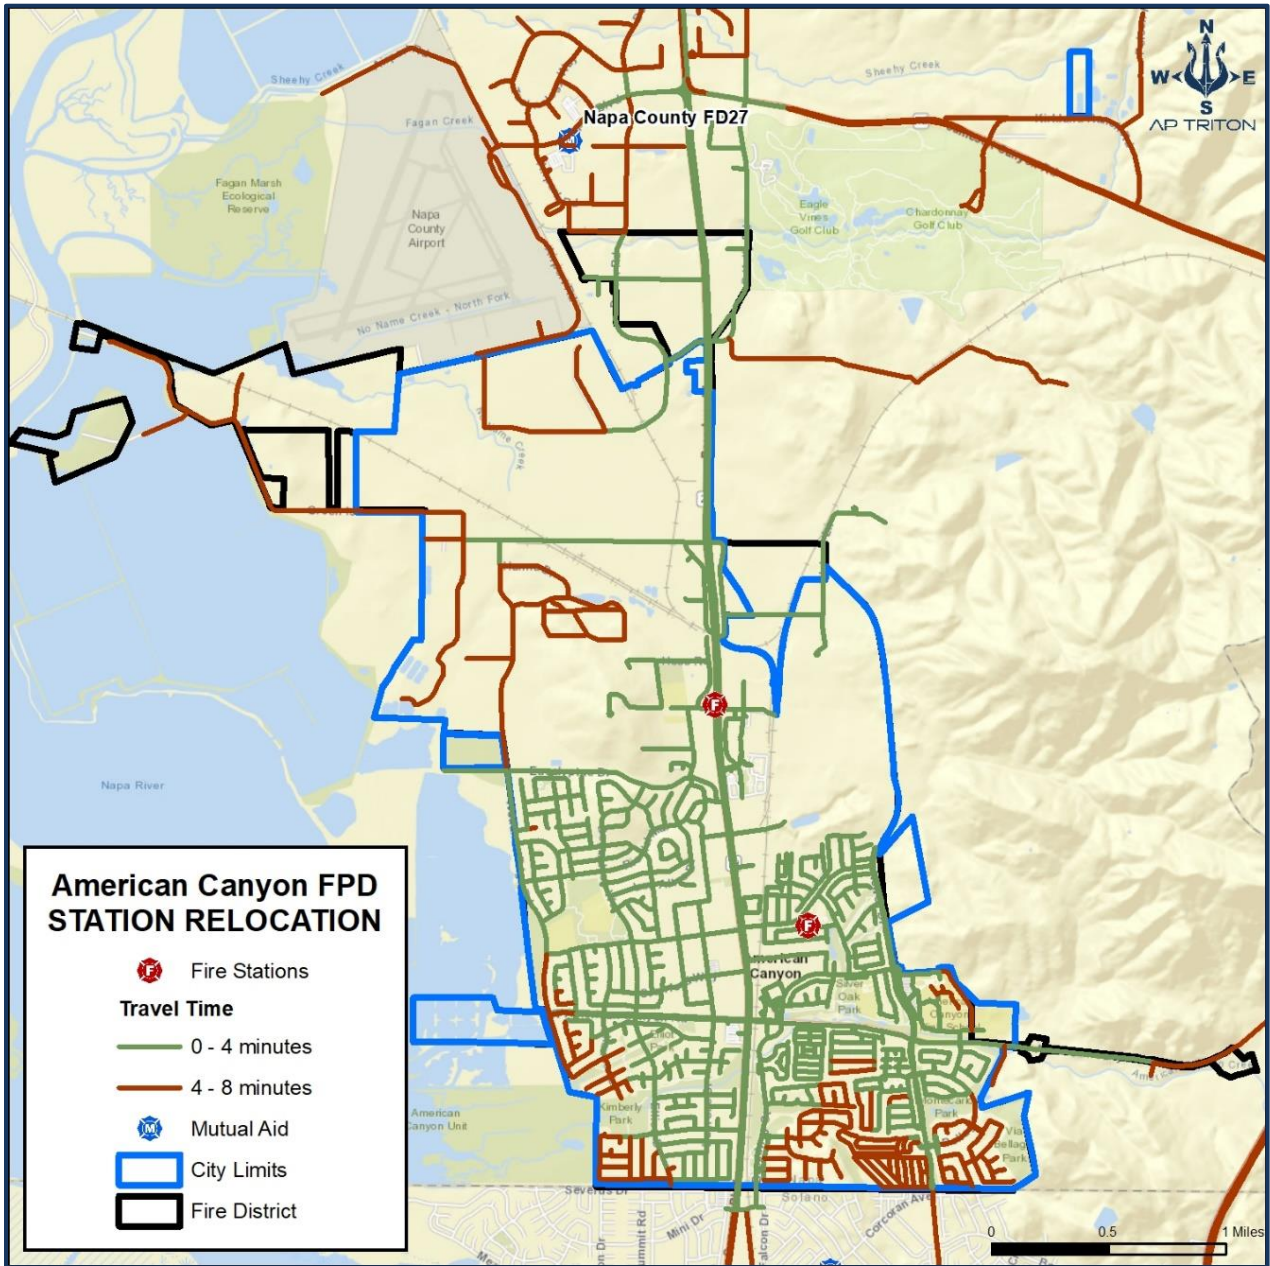 N
W E
S
AP TRITON
Sheehy Creek
Sheehy Creek
Napa County FD27
Fagan Creek
Fagan Marsh
Ecological
Reserve
Napa
County
Airport
Eagle
Vines
Golf Club
Chardonnay
Golf Club
No Name Creek - North Fork
Napa River
American
Canyon
Silver
Oak
Park
Kimberly
Park
American
Canyon Unit
Via
Bellagio
Park
Severus Dr
Solano
Mini Dr
Corcoran Ave
Falcon Dr
American Canyon FPD
STATION RELOCATION
F Fire Stations
Travel Time
0 - 4 minutes
4 - 8 minutes
M Mutual Aid
City Limits
Fire District
0 0.5 1 Miles